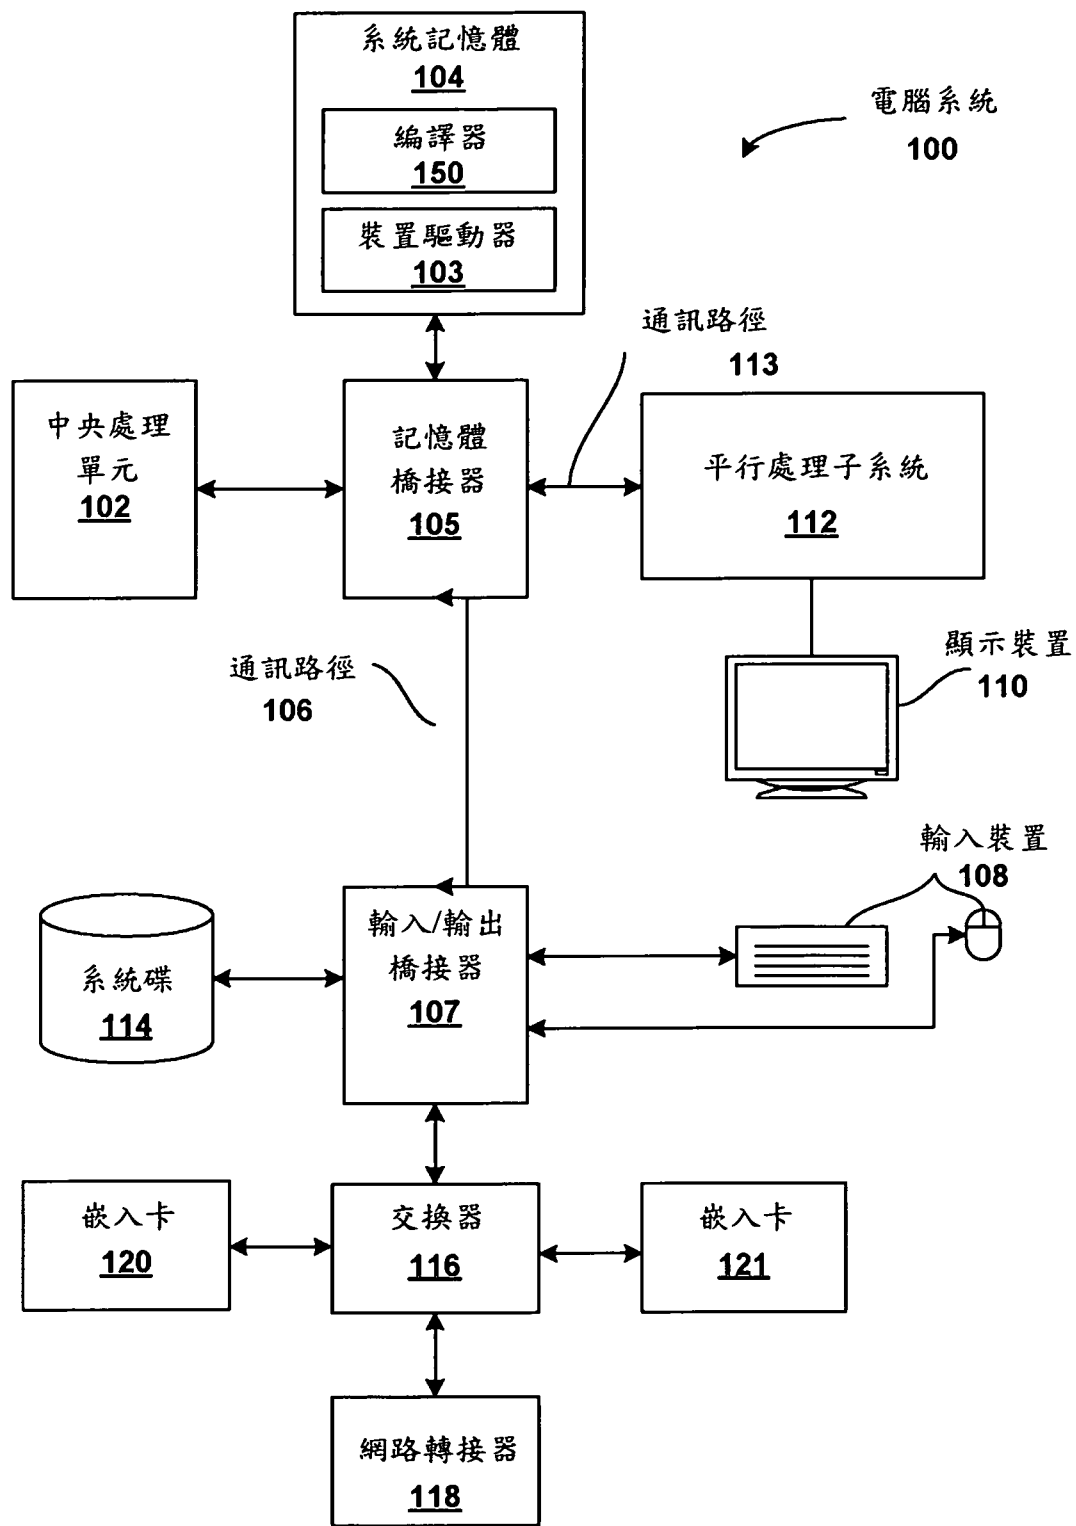 系統記憶體
104
編譯器
150
裝置驅動器
103
電腦系統
100
通訊路徑
113
中央處理
單元
102
記憶體
橋接器
105
平行處理子系統
112
通訊路徑
106
顯示裝置
110
輸入裝置
108
系統碟
114
輸入/輸出
橋接器
107
嵌入卡
120
交換器
116
嵌入卡
121
網路轉接器
118